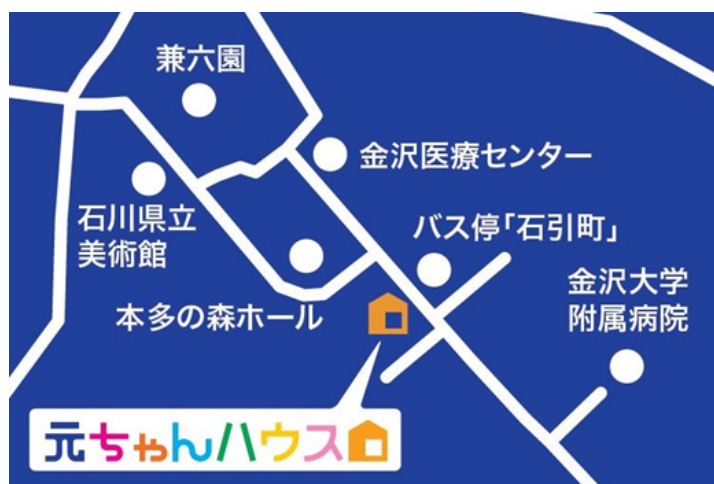 兼六園
金沢医療センター
石川県立
美術館
バス停「石引町」
金沢大学
附属病院
本多の森ホール
元ちゃんハウス